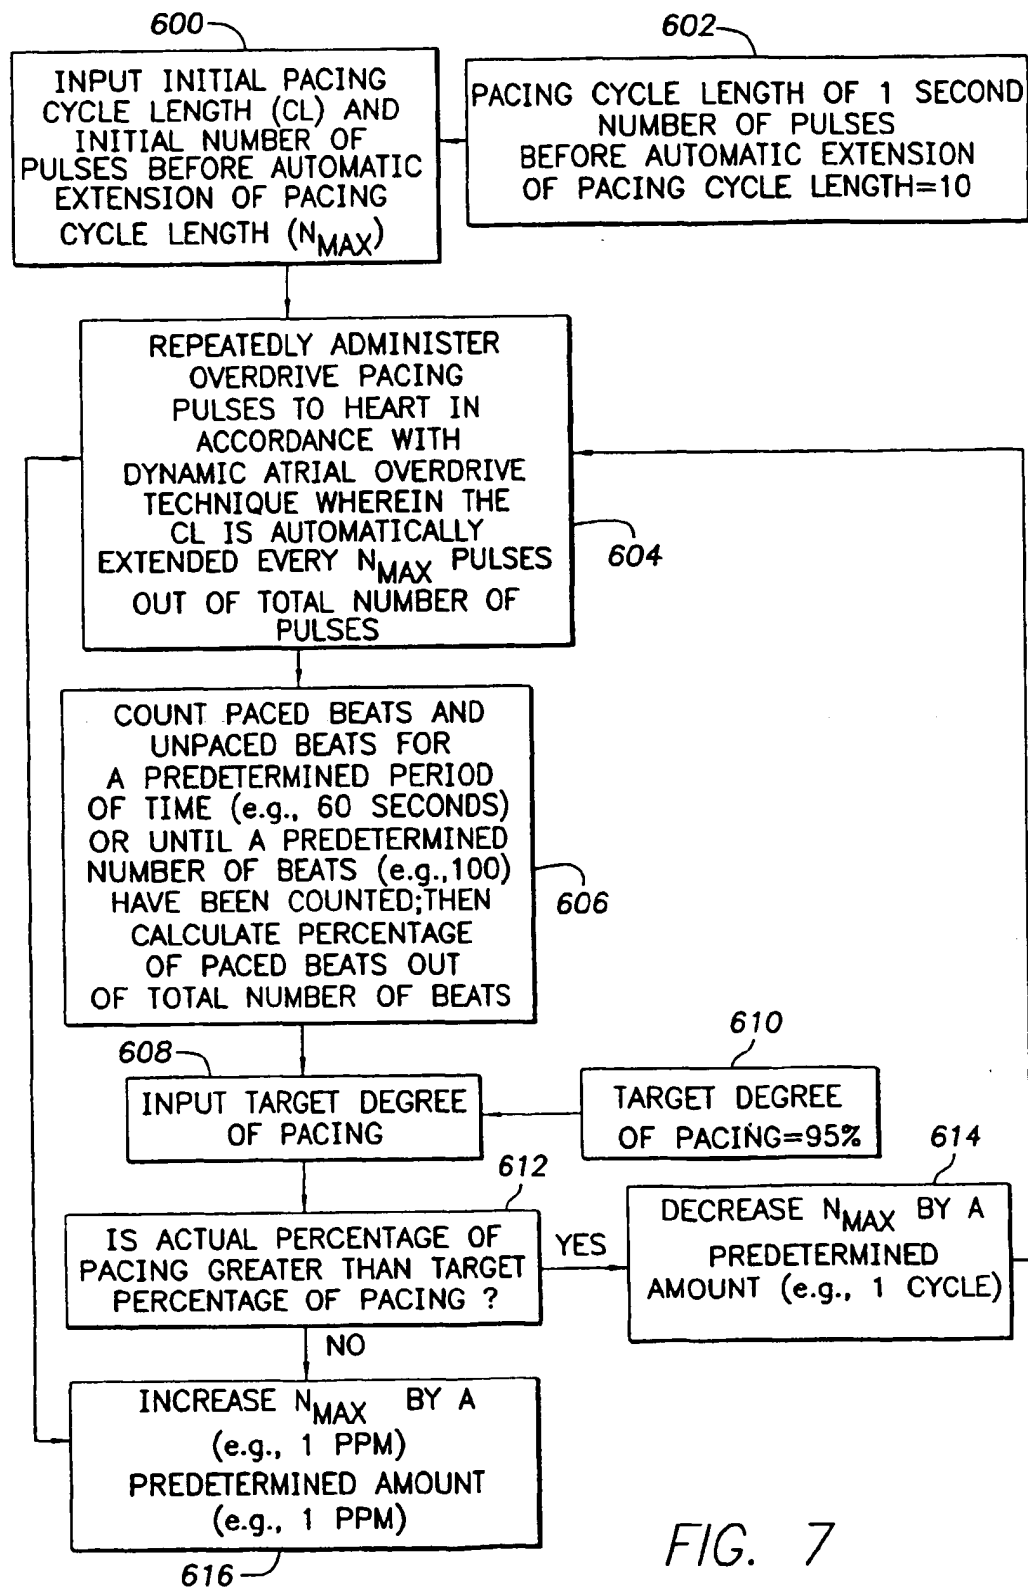 600
INPUT INITIAL PACING
CYCLE LENGTH (CL) AND
INITIAL NUMBER OF
PULSES BEFORE AUTOMATIC
EXTENSION OF PACING
CYCLE LENGTH (NMAX)
602
PACING CYCLE LENGTH OF 1 SECOND
NUMBER OF PULSES
BEFORE AUTOMATIC EXTENSION
OF PACING CYCLE LENGTH=10
REPEATEDLY ADMINISTER
OVERDRIVE PACING
PULSES TO HEART IN
ACCORDANCE WITH
DYNAMIC ATRIAL OVERDRIVE
TECHNIQUE WHEREIN THE
CL IS AUTOMATICALLY
EXTENDED EVERY NMAX PULSES
OUT OF TOTAL NUMBER OF
PULSES
604
COUNT PACED BEATS AND
UNPACED BEATS FOR
A PREDETERMINED PERIOD
OF TIME (e.g., 60 SECONDS)
OR UNTIL A PREDETERMINED
NUMBER OF BEATS (e.g.,100)
HAVE BEEN COUNTED;THEN
CALCULATE PERCENTAGE
OF PACED BEATS OUT
OF TOTAL NUMBER OF BEATS
606
608
INPUT TARGET DEGREE
OF PACING
610
TARGET DEGREE
OF PACING=95%
612
IS ACTUAL PERCENTAGE OF
PACING GREATER THAN TARGET
PERCENTAGE OF PACING ?
YES
614
DECREASE NMAX BY A
PREDETERMINED
AMOUNT (e.g., 1 CYCLE)
NO
INCREASE NMAX BY A
(e.g., 1 PPM)
PREDETERMINED AMOUNT
(e.g., 1 PPM)
616
FIG. 7